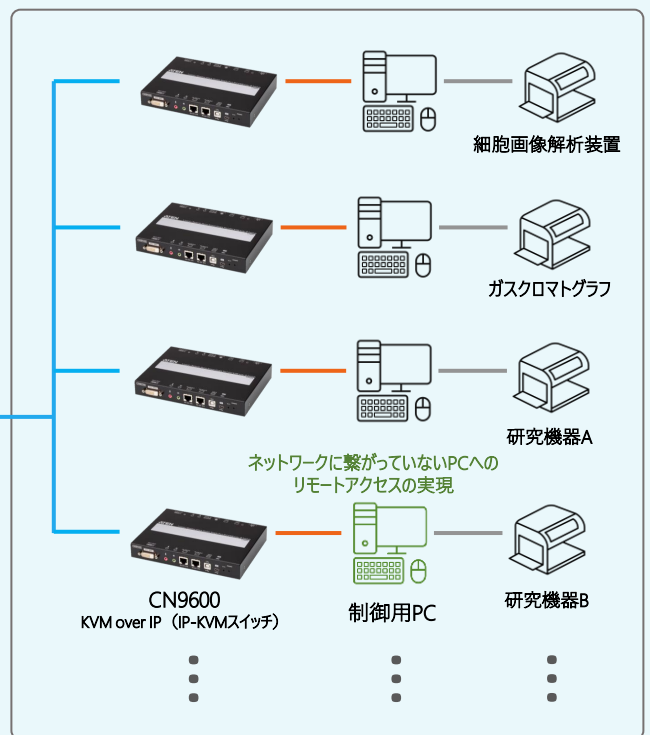 細胞画像解析装置
ガスクロマトグラフ
研究機器A
ネットワークに繋がっていないPCへの
リモートアクセスの実現
CN9600
KVM over IP（IP-KVMスイッチ）
制御用PC
研究機器B